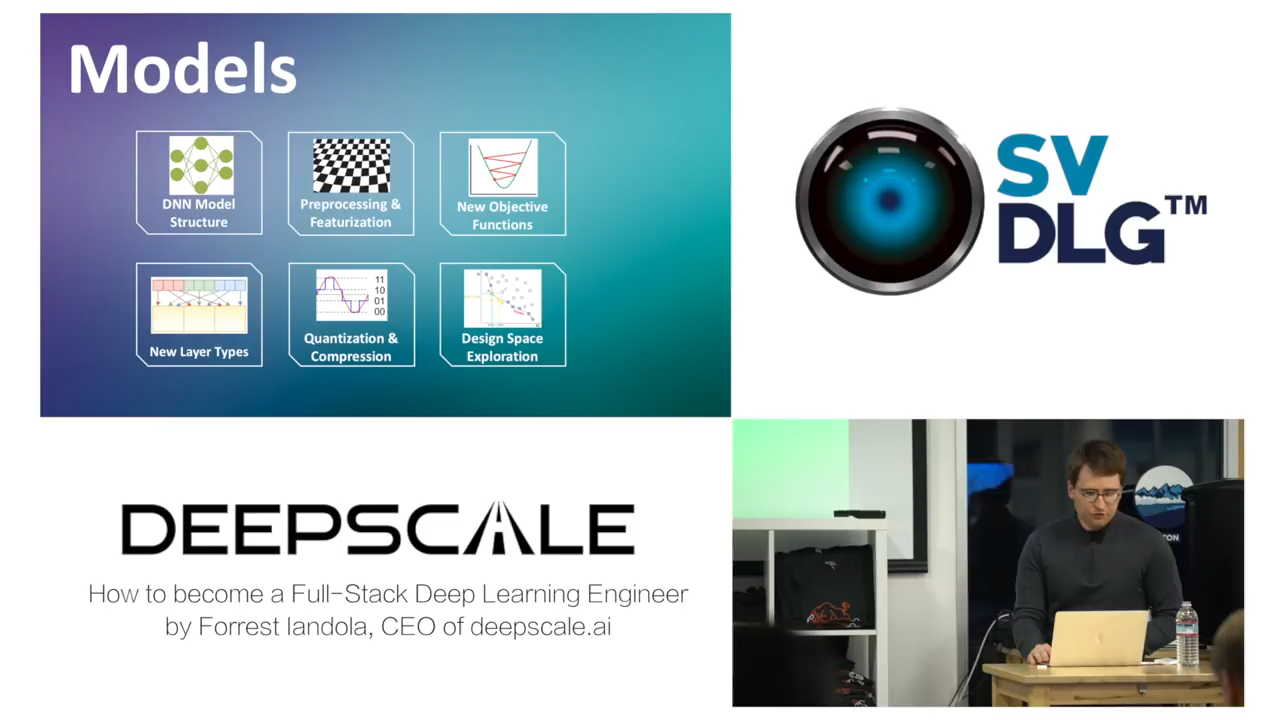 Models
DNN Model
Structure
Preprocessing &
Featurization
New Objective
Functions
New Layer Types
11
10
01
00
Quantization &
Compression
Design Space
Exploration
SV
DLG™
DEEPSCALE
How to become a Full-Stack Deep Learning Engineer
by Forrest Iandola, CEO of deepscale.ai